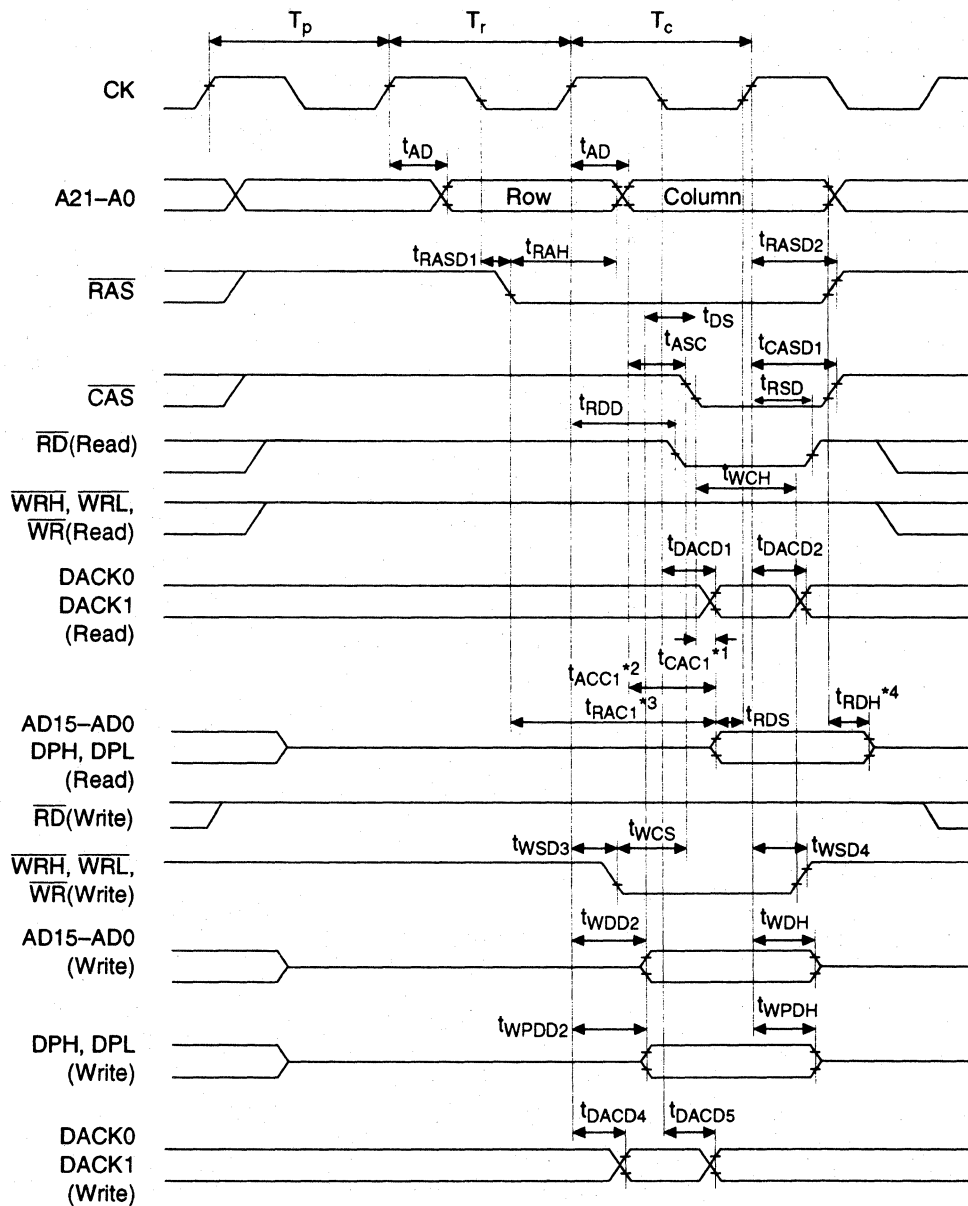 Tp Tr Tc
CK
tAD tAD
A21–A0 Row Column
tRASD1 tRAH tRASD2
RAS
tDS
tASC tCASD1
CAS
tRDD tRSD
RD(Read)
tWCH
WRH, WRL,
WR(Read)
tDACD1 tDACD2
DACK0
DACK1
(Read)
tCAC1*1
tACC1*2
tRAC1*3 tRDS tRDH*4
AD15–AD0
DPH, DPL
(Read)
RD(Write)
tWSD3 tWCS tWSD4
WRH, WRL,
WR(Write)
tWDD2 tWDH
AD15–AD0
(Write)
tWPDD2 tWPDH
DPH, DPL
(Write)
tDACD4 tDACD5
DACK0
DACK1
(Write)